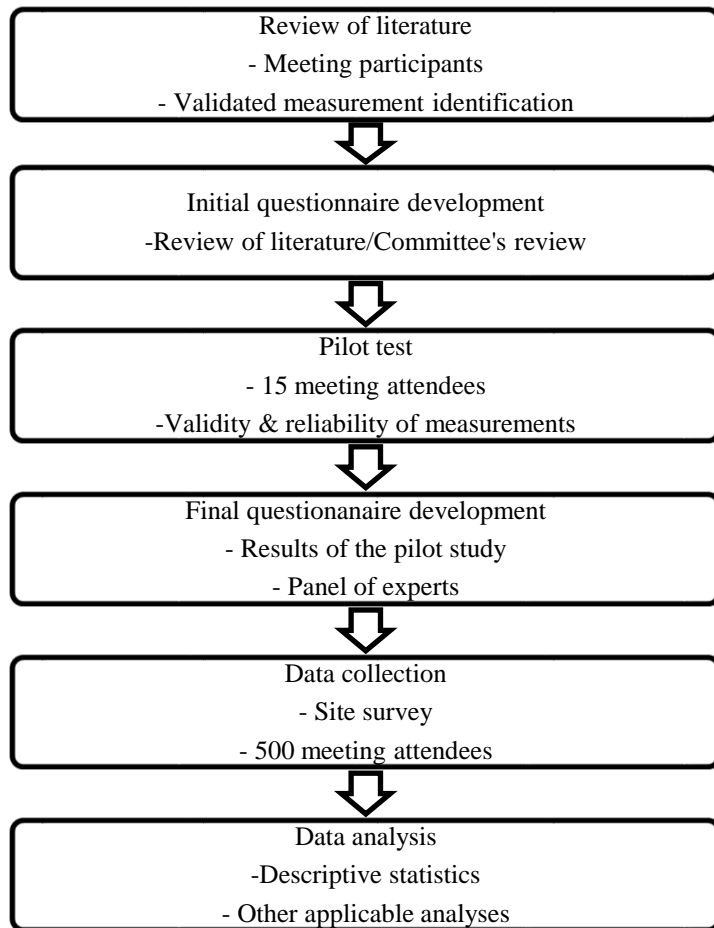 Review of literature
- Meeting participants
- Validated measurement identification
Initial questionnaire development
-Review of literature/Committee's review
Pilot test
- 15 meeting attendees
-Validity & reliability of measurements
Final questionanaire development
- Results of the pilot study
- Panel of experts
Data collection
- Site survey
- 500 meeting attendees
Data analysis
-Descriptive statistics
- Other applicable analyses